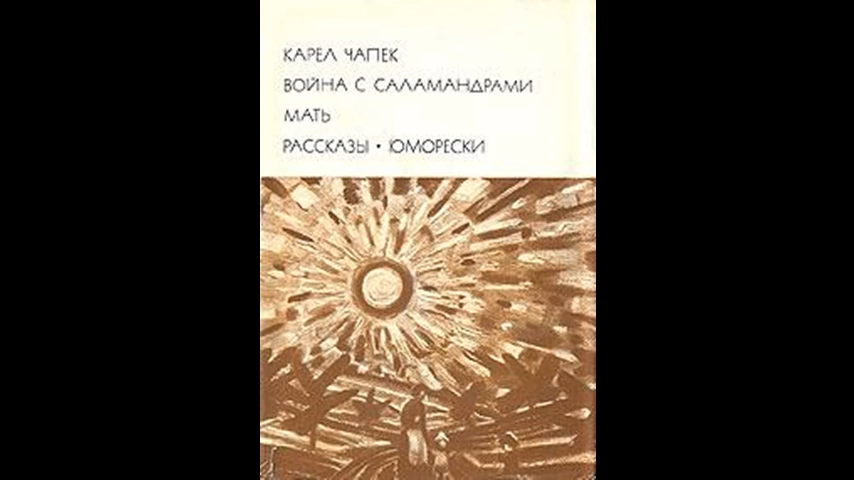 КАРЕЛ ЧАПЕК
ВОЙНА С САЛАМАНДРАМИ
МАТЬ
РАССКАЗЫ • ЮМОРЕСКИ